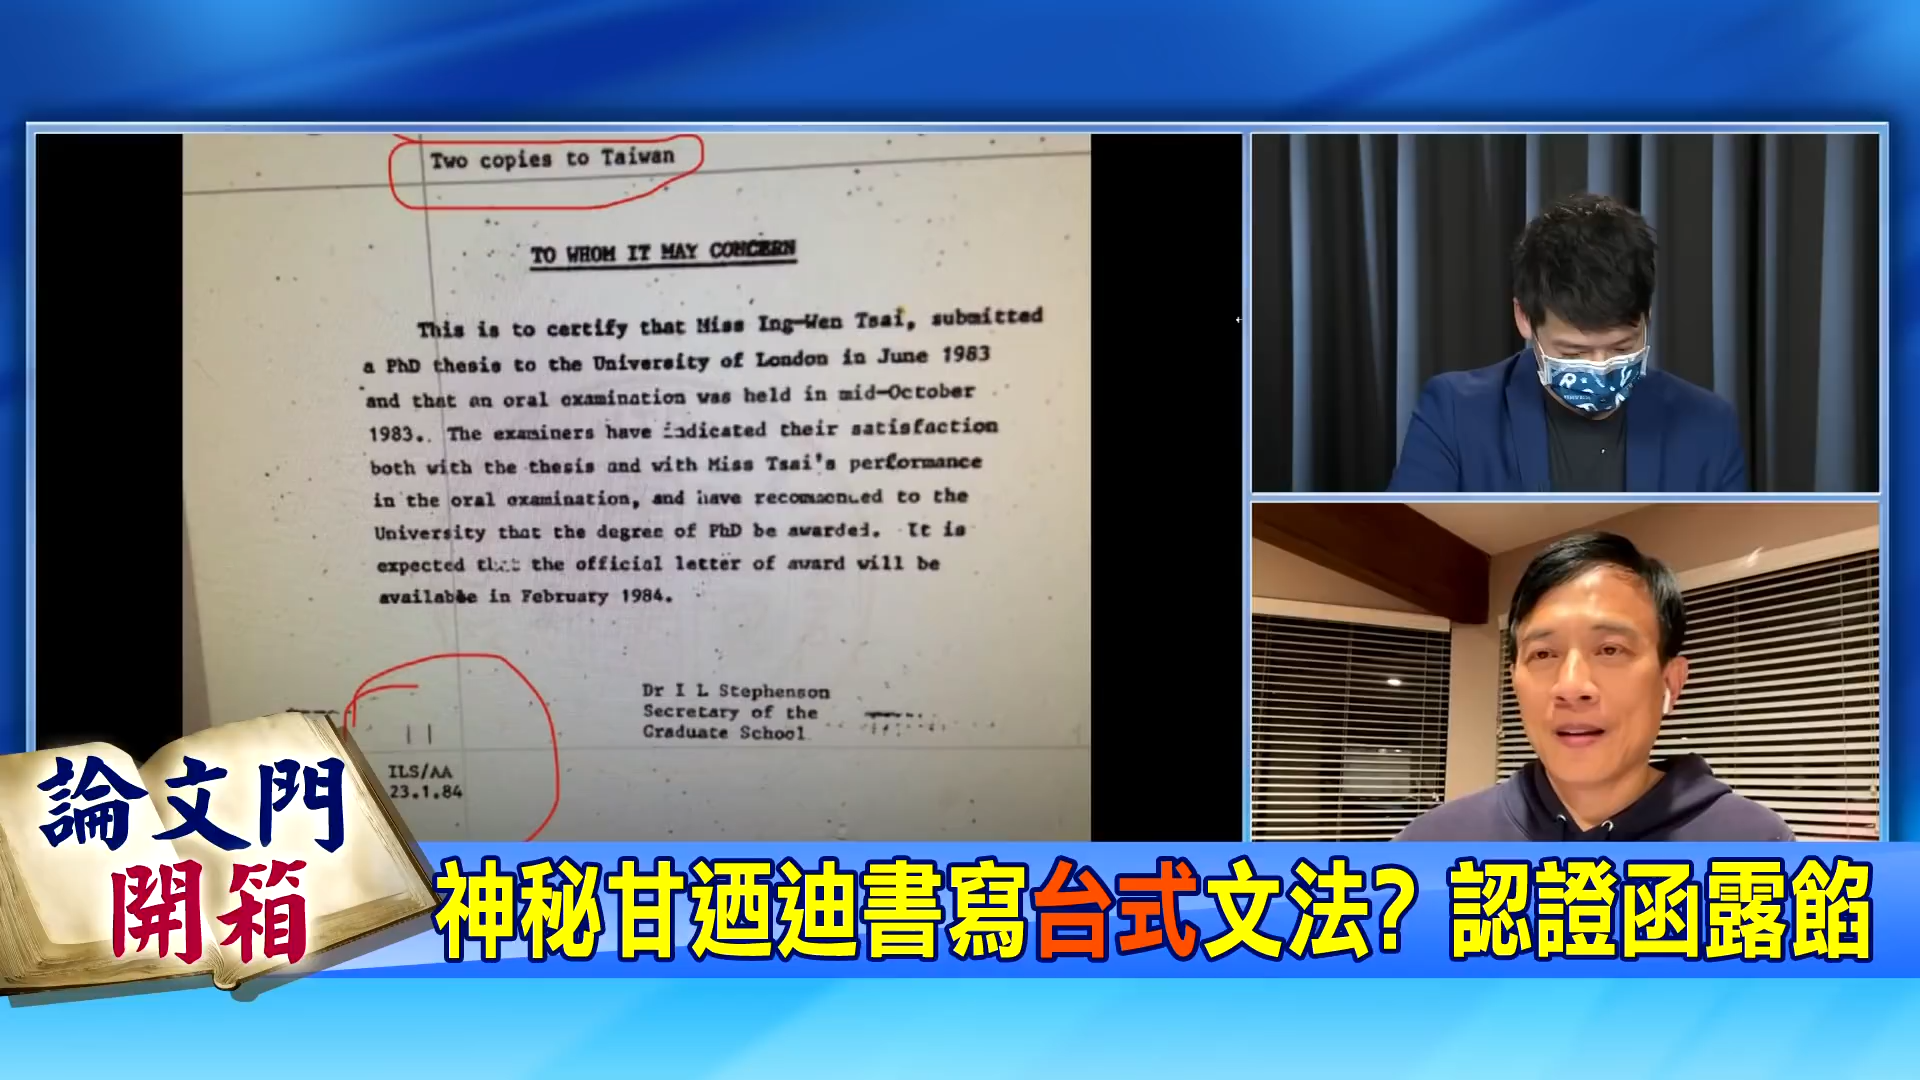 Two copies to Taiwan
TO WHOM IT MAY CONCERN
This is to certify that Miss Ing-Wen Tsai, submitted
a PhD thesis to the University of London in June 1983
and that an oral examination was held in mid-October
1983. The examiners have indicated their satisfaction
both with the thesis and with Miss Tsai's performance
in the oral examination, and have recommended to the
University that the degree of PhD be awarded. It is
expected that the official letter of award will be
available in February 1984.
Dr I L Stephenson
Secretary of the
Graduate School
ILS/AA
23.1.84
論文門
開箱
神秘甘迺迪書寫台式文法? 認證函露餡